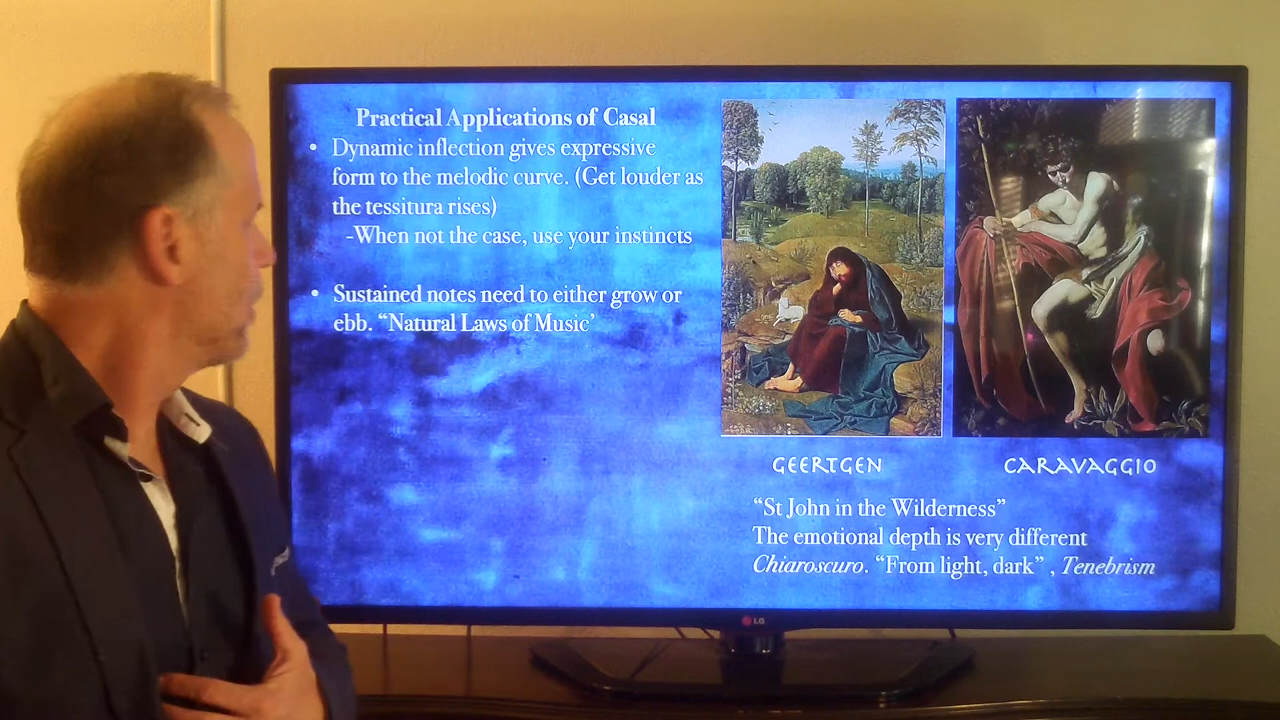 Practical Applications of Casal
• Dynamic inflection gives expressive
form to the melodic curve. (Get louder as
the tessitura rises)
-When not the case, use your instincts
• Sustained notes need to either grow or
ebb. “Natural Laws of Music’
GEERTGEN
CARAVAGGIO
“St John in the Wilderness”
The emotional depth is very different
Chiaroscuro. “From light, dark” , Tenebrism
LG